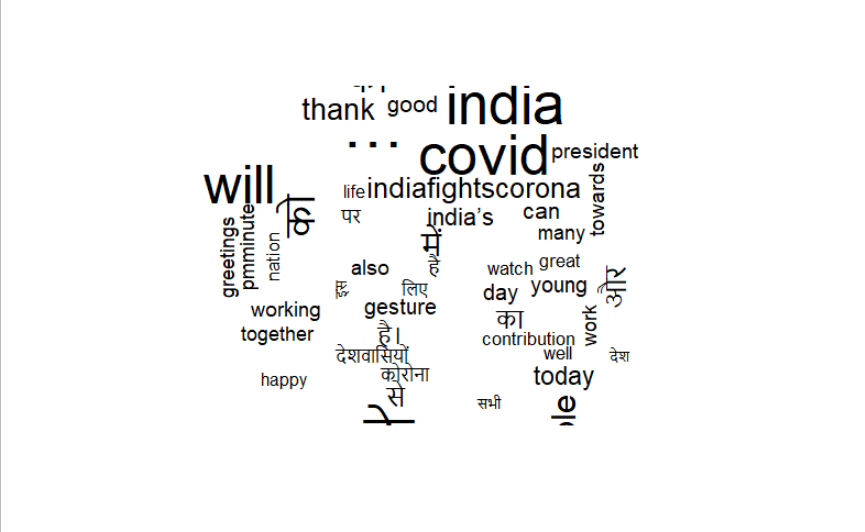 thank good india
...
covid president
will
life indiafightscorona
towards
को
पर
india's
can
greetings
pmminute
nation
में
many
also
watch great
और
इस
लिए
day young
working
gesture
का
work
together
है।
contribution
देशवासियों
well
देश
happy
कोरोना
today
से
सभी